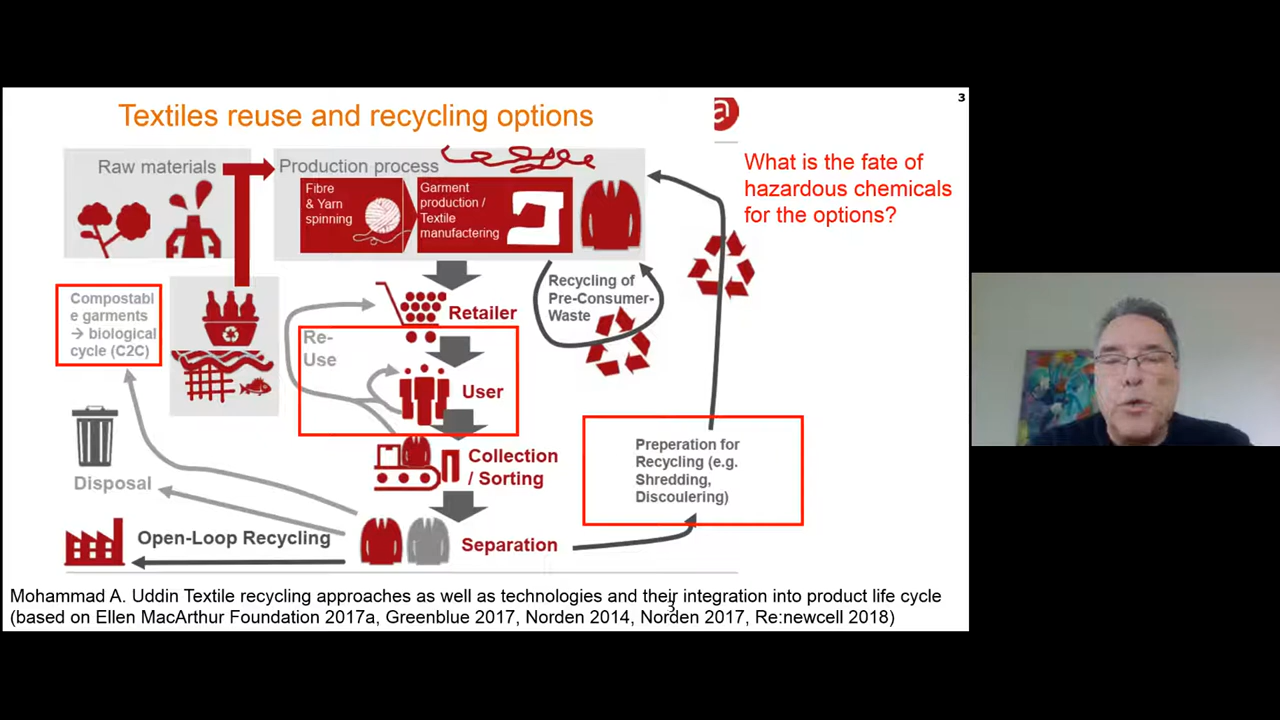 3
Textiles reuse and recycling options
What is the fate of
hazardous chemicals
for the options?
Raw materials
Production process
Fibre
& Yarn
spinning
Garment
production /
Textile
manufactering
Recycling of
Pre-Consumer-
Waste
Retailer
Compostabl
e garments
→ biological
cycle (C2C)
Re-
Use
User
Preparation for
Recycling (e.g.
Shredding,
Discoulering)
Collection
/ Sorting
Disposal
Open-Loop Recycling
Separation
Mohammad A. Uddin Textile recycling approaches as well as technologies and their integration into product life cycle
3
(based on Ellen MacArthur Foundation 2017a, Greenblue 2017, Norden 2014, Norden 2017, Re:newcell 2018)